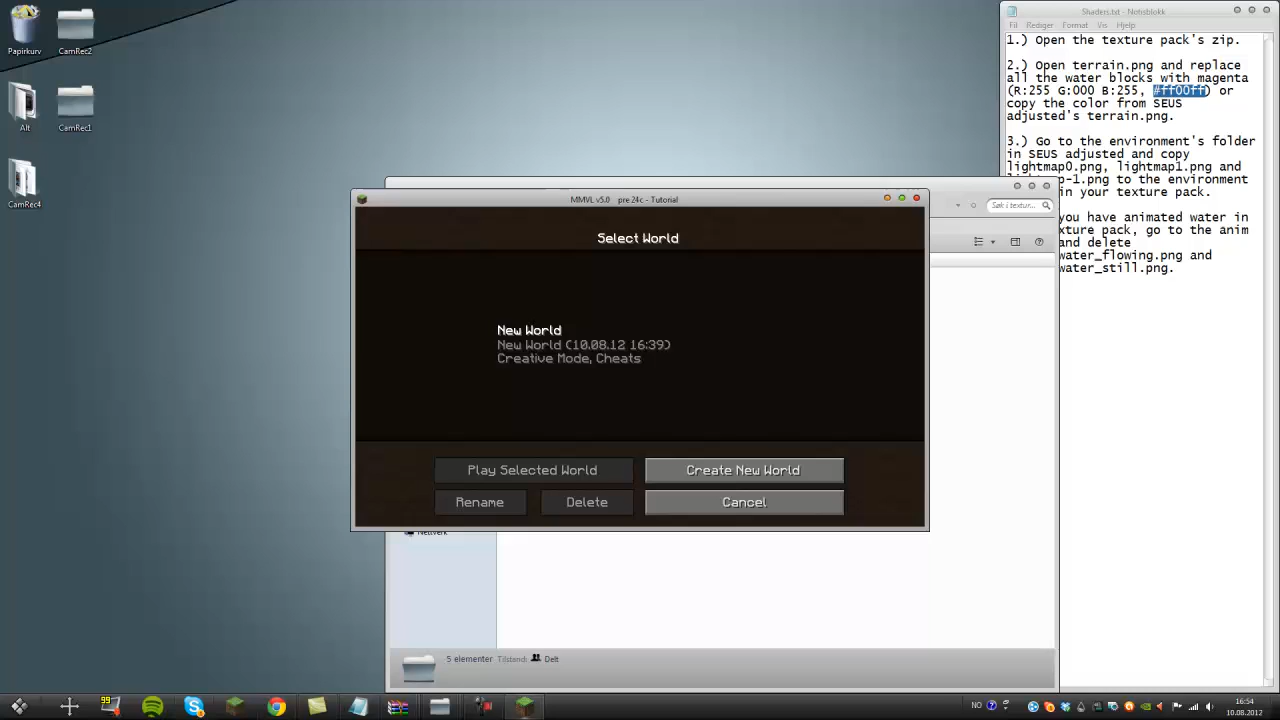 Papirkurv
CamRec2
Alt
CamRec1
CamRec4
Shaders.txt - Notisblokk
Fil Rediger Format Vis Hjelp
1.) Open the texture pack's zip.
2.) Open terrain.png and replace
all the water blocks with magenta
(R:255 G:000 B:255, #ff00ff) or
copy the color from SEUS
adjusted's terrain.png.
3.) Go to the environment's folder
in SEUS adjusted and copy
lightmap0.png, lightmap1.png and
p-1.png to the environment
in your texture pack.
you have animated water in
xture pack, go to the anim
and delete
water_flowing.png and
water_still.png.
Søk i textur...
MMVL v5.0 pre 24c - Tutorial
Select World
New World
New World (10.08.12 16:39)
Creative Mode, Cheats
Play Selected World
Create New World
Rename
Delete
Cancel
Nettverk
5 elementer Tilstand: Delt
99
NO
16:54
10.08.2012